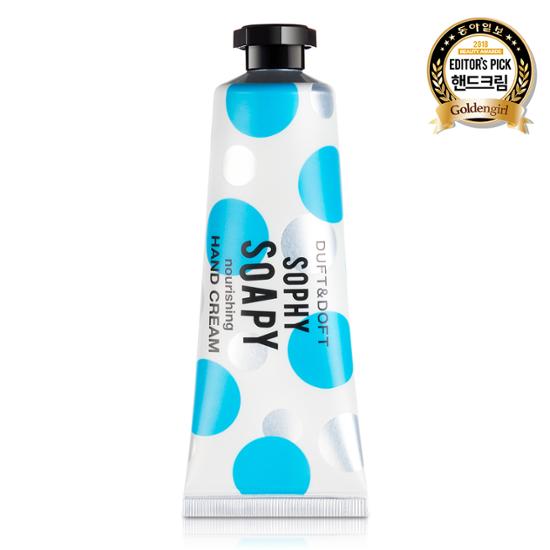 DUFT&DOFT
SOPHY
SOAPY
nourishing
HAND CREAM
동아일보
2018
BEAUTY AWARDS
EDITOR's PICK
핸드크림
Goldengirl